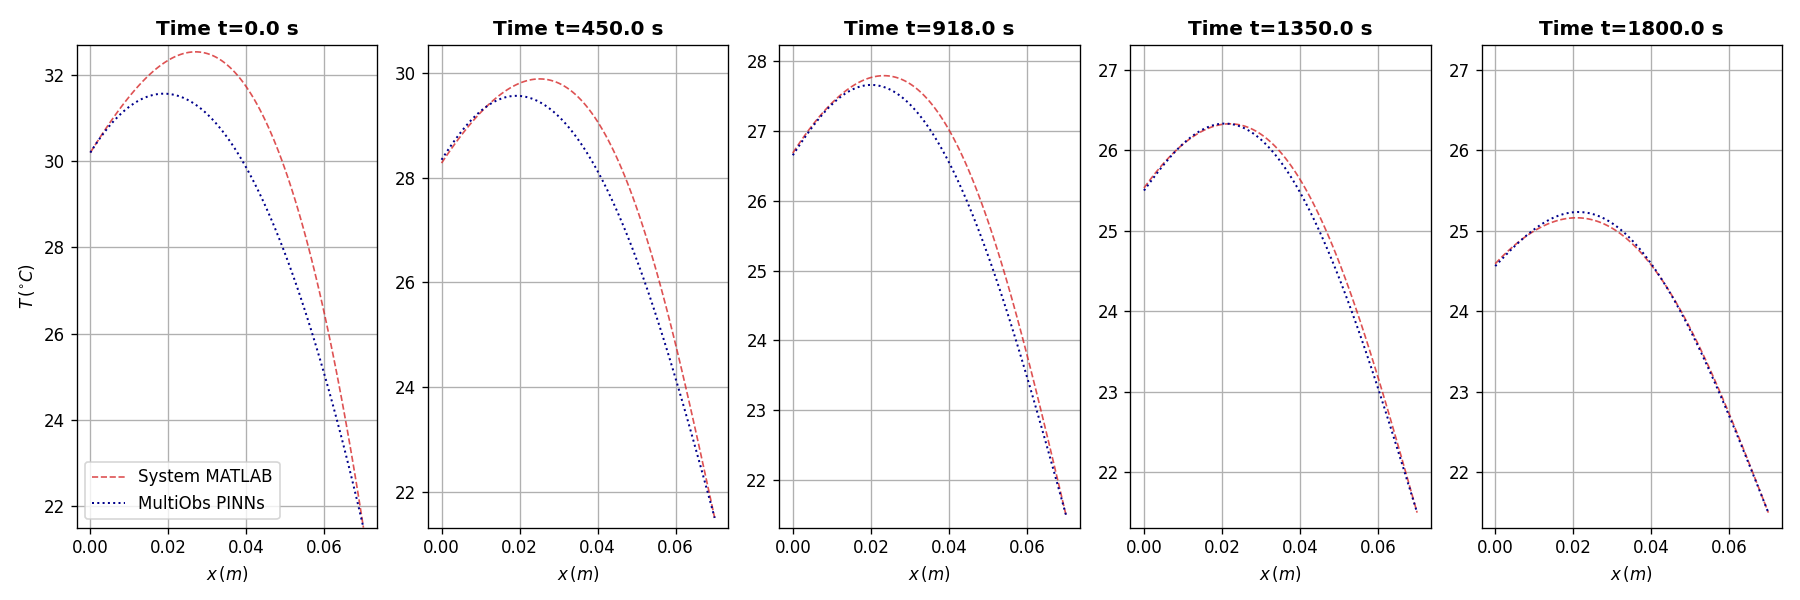 Time t=0.0 s
32
30
28
26
24
22
T (°C)
System MATLAB
MultiObs PINNs
0.00 0.02 0.04 0.06
x (m)
Time t=450.0 s
30
28
26
24
22
0.00 0.02 0.04 0.06
x (m)
Time t=918.0 s
28
27
26
25
24
23
22
0.00 0.02 0.04 0.06
x (m)
Time t=1350.0 s
27
26
25
24
23
22
0.00 0.02 0.04 0.06
x (m)
Time t=1800.0 s
27
26
25
24
23
22
0.00 0.02 0.04 0.06
x (m)